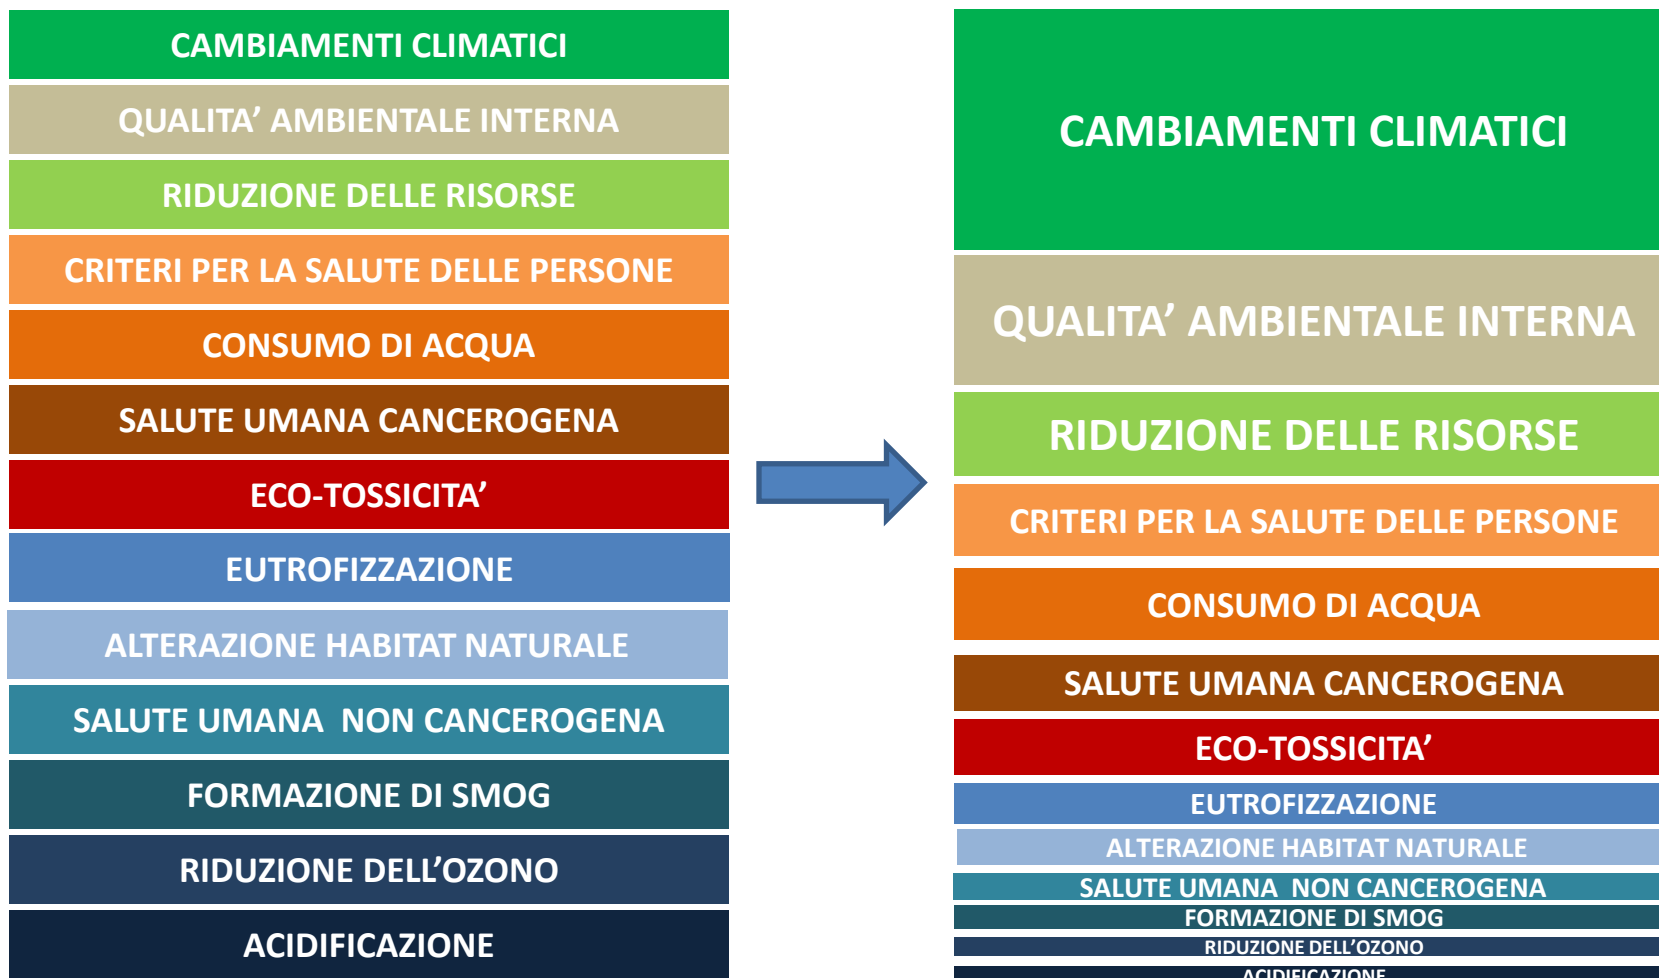 CAMBIAMENTI CLIMATICI
QUALITA’ AMBIENTALE INTERNA
RIDUZIONE DELLE RISORSE
CRITERI PER LA SALUTE DELLE PERSONE
CONSUMO DI ACQUA
SALUTE UMANA CANCEROGENA
ECO-TOSSICITA’
EUTROFIZZAZIONE
ALTERAZIONE HABITAT NATURALE
SALUTE UMANA  NON CANCEROGENA
FORMAZIONE DI SMOG
RIDUZIONE DELL’OZONO
ACIDIFICAZIONE
CAMBIAMENTI CLIMATICI
QUALITA’ AMBIENTALE INTERNA
RIDUZIONE DELLE RISORSE
CRITERI PER LA SALUTE DELLE PERSONE
CONSUMO DI ACQUA
SALUTE UMANA CANCEROGENA
ECO-TOSSICITA’
EUTROFIZZAZIONE
ALTERAZIONE HABITAT NATURALE
SALUTE UMANA  NON CANCEROGENA
FORMAZIONE DI SMOG
RIDUZIONE DELL’OZONO
ACIDIFICAZIONE